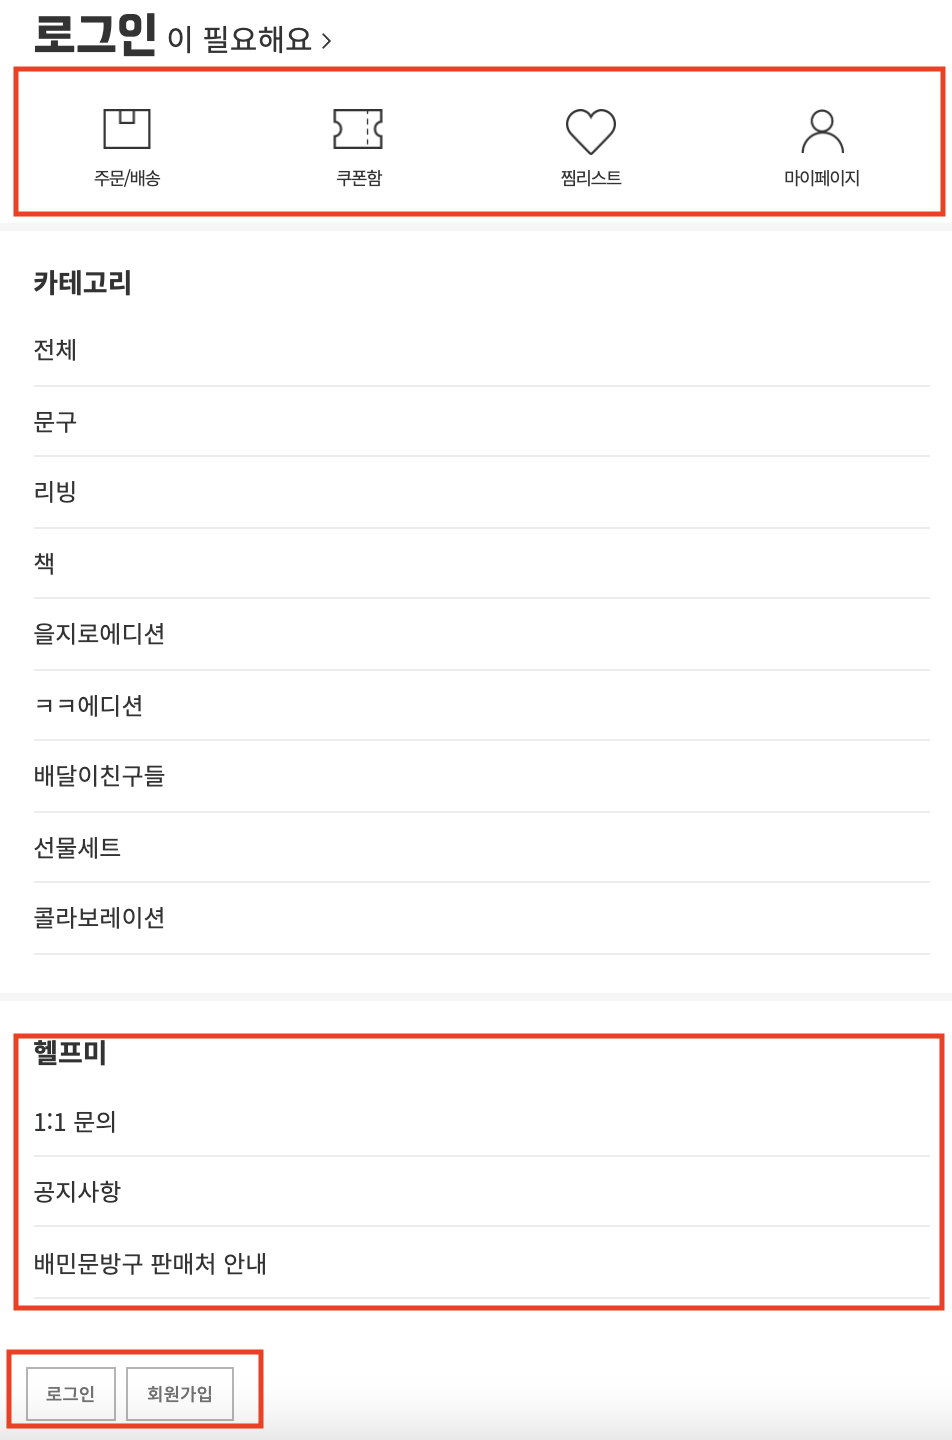 로그인 이 필요해요 >
주문/배송 쿠폰함 찜리스트 마이페이지
카테고리
전체
문구
리빙
책
을지로에디션
ㅋㅋ에디션
배달이친구들
선물세트
콜라보레이션
헬프미
1:1 문의
공지사항
배민문방구 판매처 안내
로그인 회원가입